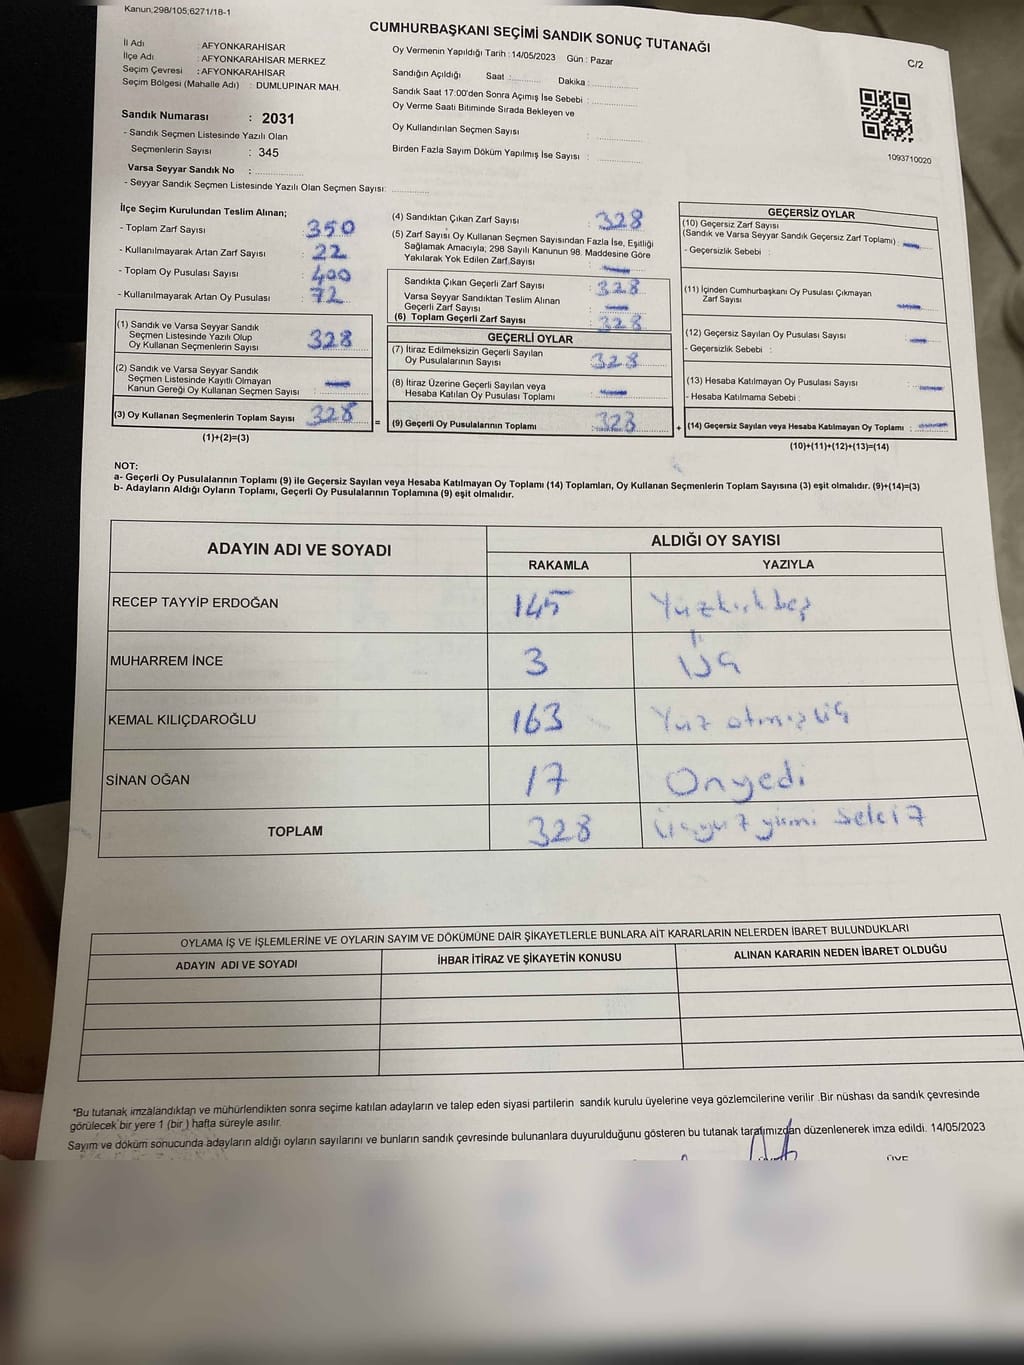 Kanun;298/105,6271/18-1
CUMHURBAŞKANI SEÇİMİ SANDIK SONUÇ TUTANAĞI
C/2
İl Adı : AFYONKARAHİSAR
İlçe Adı : AFYONKARAHİSAR MERKEZ
Seçim Çevresi : AFYONKARAHİSAR
Seçim Bölgesi (Mahalle Adı) : DUMLUPINAR MAH.
Oy Vermenin Yapıldığı Tarih : 14/05/2023 Gün : Pazar
Sandığın Açıldığı Saat :.......... Dakika :..........
Sandık Saat 17:00'den Sonra Açımış İse Sebebi :..........
Oy Verme Saati Bitiminde Sırada Bekleyen ve
Oy Kullandırılan Seçmen Sayısı :..........
Birden Fazla Sayım Döküm Yapılmış İse Sayısı :..........
1093710020
Sandık Numarası : 2031
- Sandık Seçmen Listesinde Yazılı Olan
Seçmenlerin Sayısı : 345
Varsa Seyyar Sandık No :..........
- Seyyar Sandık Seçmen Listesinde Yazılı Olan Seçmen Sayısı:..........
İlçe Seçim Kurulundan Teslim Alınan;
- Toplam Zarf Sayısı : 350
- Kullanılmayarak Artan Zarf Sayısı : 22
- Toplam Oy Pusulası Sayısı : 400
- Kullanılmayarak Artan Oy Pusulası : 72
(1) Sandık ve Varsa Seyyar Sandık
Seçmen Listesinde Yazılı Olup
Oy Kullanan Seçmenlerin Sayısı : 328
(2) Sandık ve Varsa Seyyar Sandık
Seçmen Listesinde Kayıtlı Olmayan
Kanun Gereği Oy Kullanan Seçmen Sayısı : —
(3) Oy Kullanan Seçmenlerin Toplam Sayısı : 328
(1)+(2)=(3)
=
(4) Sandıktan Çıkan Zarf Sayısı : 328
(5) Zarf Sayısı Oy Kullanan Seçmen Sayısından Fazla İse, Eşitliği
Sağlamak Amacıyla; 298 Sayılı Kanunun 98. Maddesine Göre
Yakılarak Yok Edilen Zarf Sayısı : —
Sandıkta Çıkan Geçerli Zarf Sayısı : 328
Varsa Seyyar Sandıktan Teslim Alınan
Geçerli Zarf Sayısı : —
(6) Toplam Geçerli Zarf Sayısı : 328
GEÇERLİ OYLAR
(7) İtiraz Edilmeksizin Geçerli Sayılan
Oy Pusulalarının Sayısı : 328
(8) İtiraz Üzerine Geçerli Sayılan veya
Hesaba Katılan Oy Pusulası Toplamı : —
(9) Geçerli Oy Pusulalarının Toplamı : 328
+
GEÇERSİZ OYLAR
(10) Geçersiz Zarf Sayısı
(Sandık ve Varsa Seyyar Sandık Geçersiz Zarf Toplamı) : —
- Geçersizlik Sebebi :
(11) İçinden Cumhurbaşkanı Oy Pusulası Çıkmayan
Zarf Sayısı : —
(12) Geçersiz Sayılan Oy Pusulası Sayısı : —
- Geçersizlik Sebebi :
(13) Hesaba Katılmayan Oy Pusulası Sayısı : —
- Hesaba Katılmama Sebebi :
(14) Geçersiz Sayılan veya Hesaba Katılmayan Oy Toplamı : —
(10)+(11)+(12)+(13)=(14)
NOT:
a- Geçerli Oy Pusulalarının Toplamı (9) ile Geçersiz Sayılan veya Hesaba Katılmayan Oy Toplamı (14) Toplamları, Oy Kullanan Seçmenlerin Toplam Sayısına (3) eşit olmalıdır. (9)+(14)=(3)
b- Adayların Aldığı Oyların Toplamı, Geçerli Oy Pusulalarının Toplamına (9) eşit olmalıdır.
ADAYIN ADI VE SOYADI ALDIĞI OY SAYISI
RAKAMLA YAZIYLA
RECEP TAYYİP ERDOĞAN 145 Yüzkırkbeş
MUHARREM İNCE 3 Üç
KEMAL KILIÇDAROĞLU 163 Yüz atmışüç
SİNAN OĞAN 17 Onyedi
TOPLAM 328 Üçyüz yirmi sekiz
OYLAMA İŞ VE İŞLEMLERİNE VE OYLARIN SAYIM VE DÖKÜMÜNE DAİR ŞİKAYETLERLE BUNLARA AİT KARARLARIN NELERDEN İBARET BULUNDUKLARI
ADAYIN ADI VE SOYADI İHBAR İTİRAZ VE ŞİKAYETİN KONUSU ALINAN KARARIN NEDEN İBARET OLDUĞU
*Bu tutanak imzalandıktan ve mühürlendikten sonra seçime katılan adayların ve talep eden siyasi partilerin sandık kurulu üyelerine veya gözlemcilerine verilir .Bir nüshası da sandık çevresinde
görülecek bir yere 1 (bir ) hafta süreyle asılır.
Sayım ve döküm sonucunda adayların aldığı oyların sayılarını ve bunların sandık çevresinde bulunanlara duyurulduğunu gösteren bu tutanak tarafımızdan düzenlenerek imza edildi. 14/05/2023
ÜYE